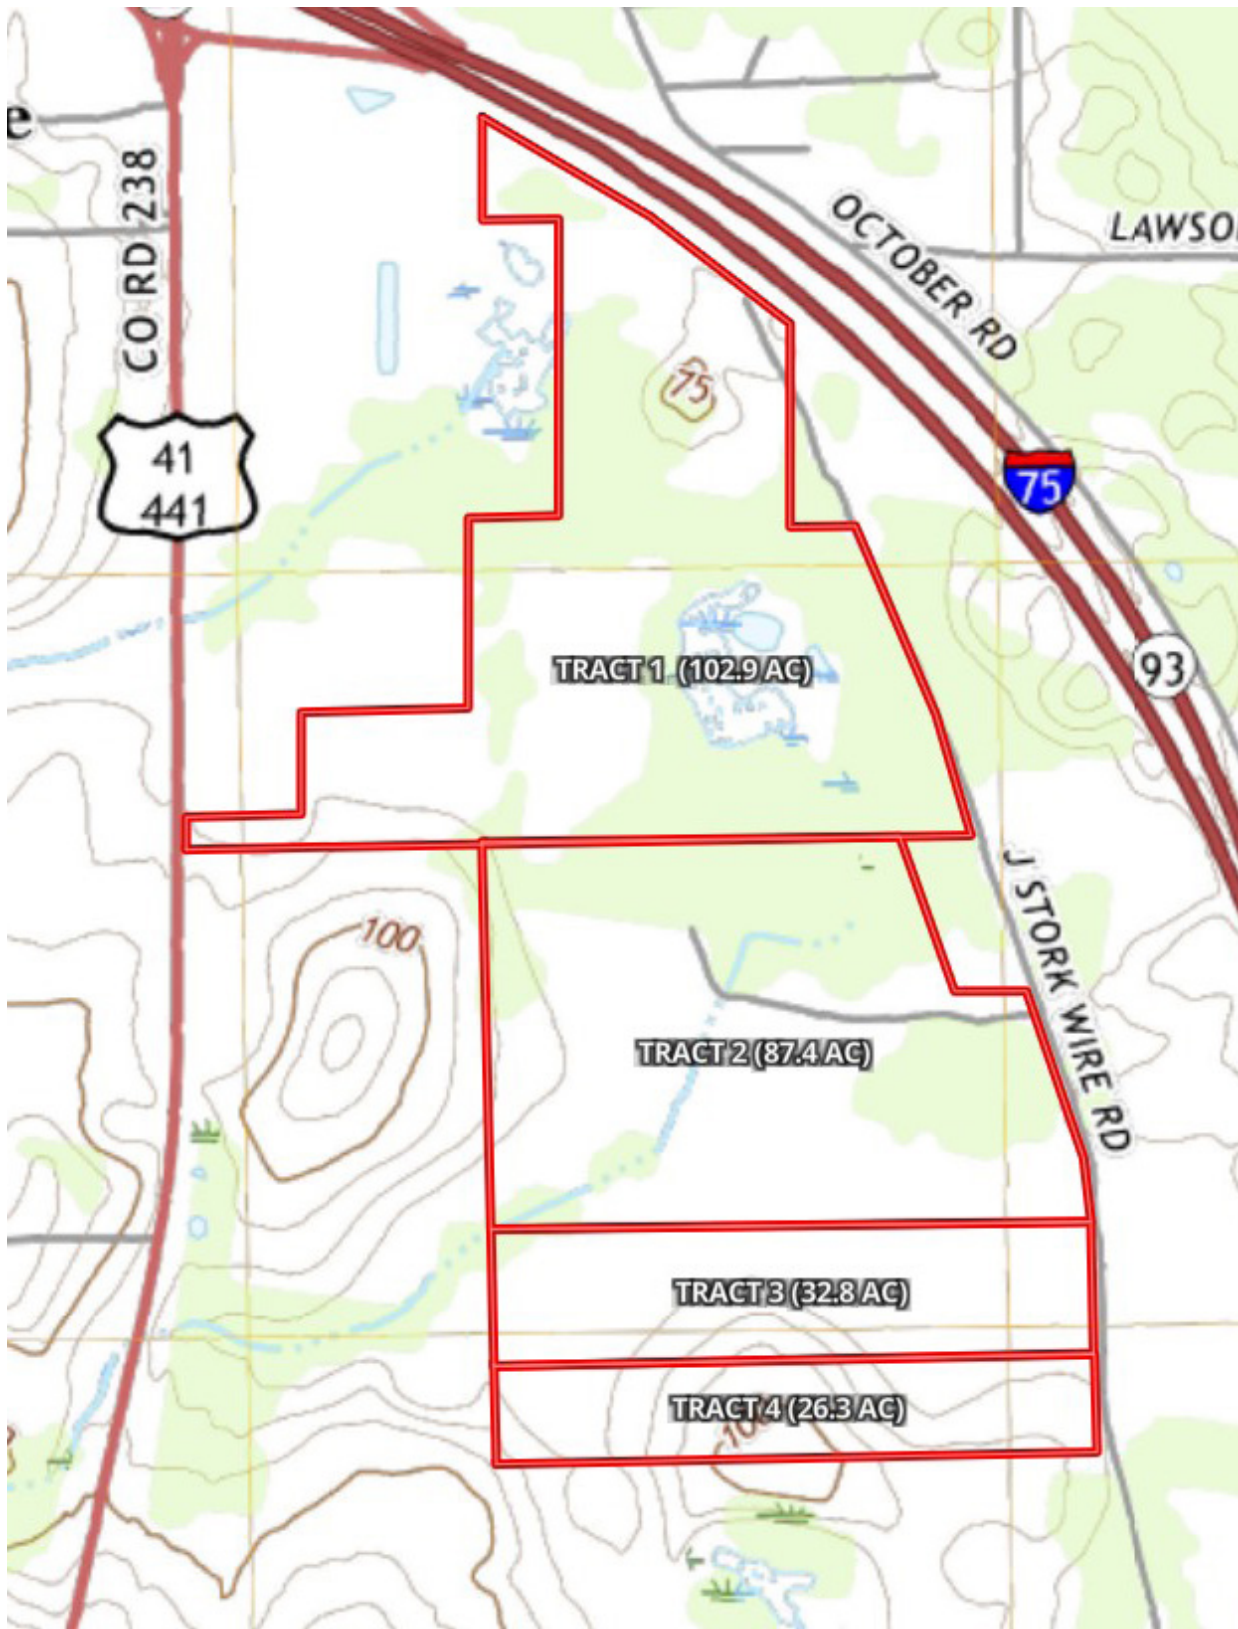 e
CO RD 238
OCTOBER RD
LAWSO
75
41
441
75
TRACT 1 (102.9 AC)
93
J STORK WIRE RD
100
TRACT 2 (87.4 AC)
TRACT 3 (32.8 AC)
TRACT 4 (26.3 AC)
100